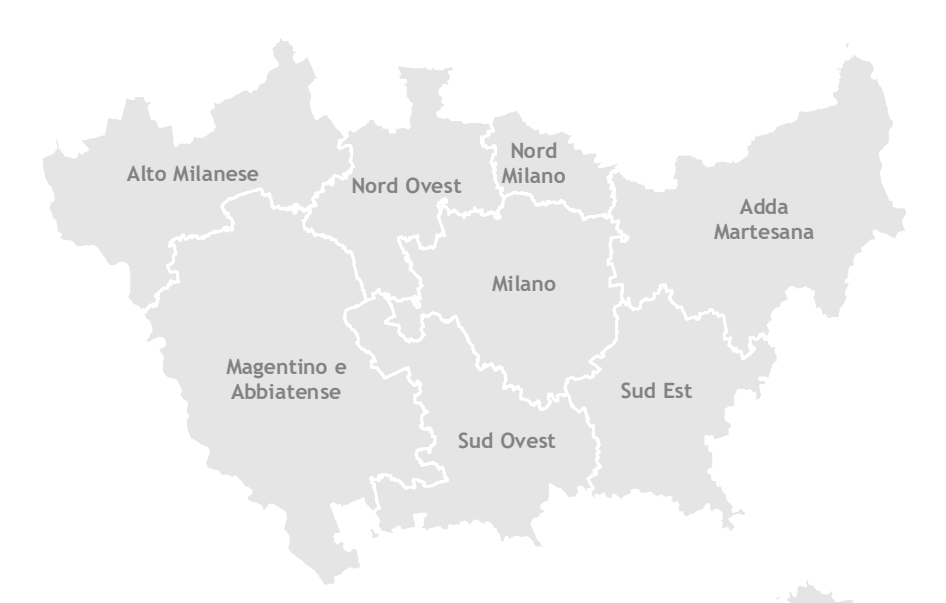 Alto Milanese
Nord Ovest
Nord
Milano
Adda
Martesana
Milano
Magentino e
Abbiatense
Sud Est
Sud Ovest